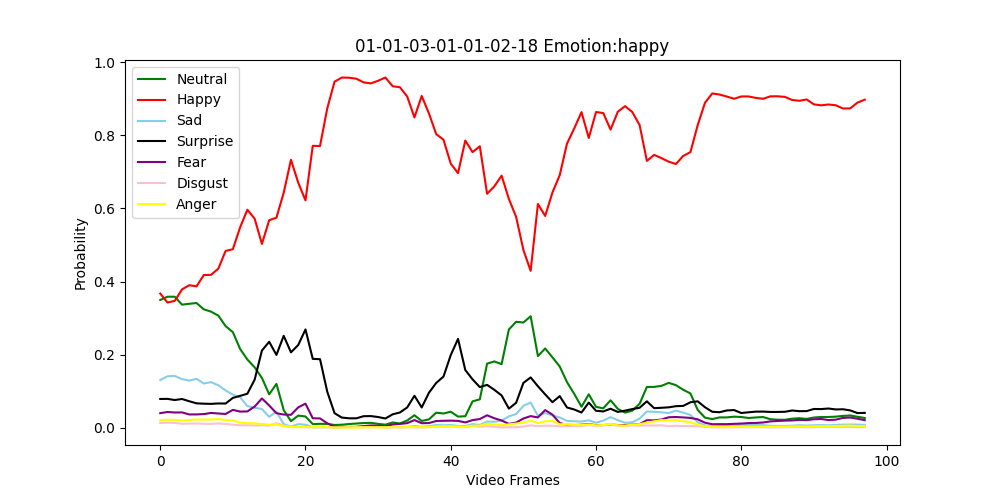 01-01-03-01-01-02-18 Emotion:happy
Neutral
Happy
Sad
Surprise
Fear
Disgust
Anger
1.0
0.8
0.6
0.4
0.2
0.0
Probability
0 20 40 60 80 100
Video Frames